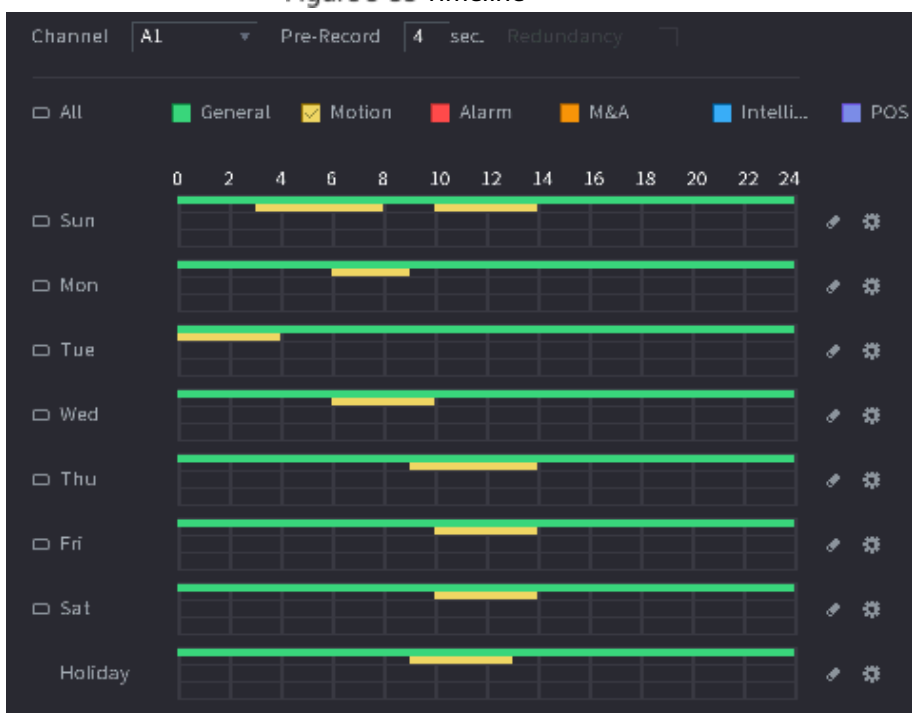 Timeline
Channel A1 Pre-Record 4 sec. Redundancy
All General Motion Alarm M&A Intelli... POS
0 2 4 6 8 10 12 14 16 18 20 22 24
Sun
Mon
Tue
Wed
Thu
Fri
Sat
Holiday